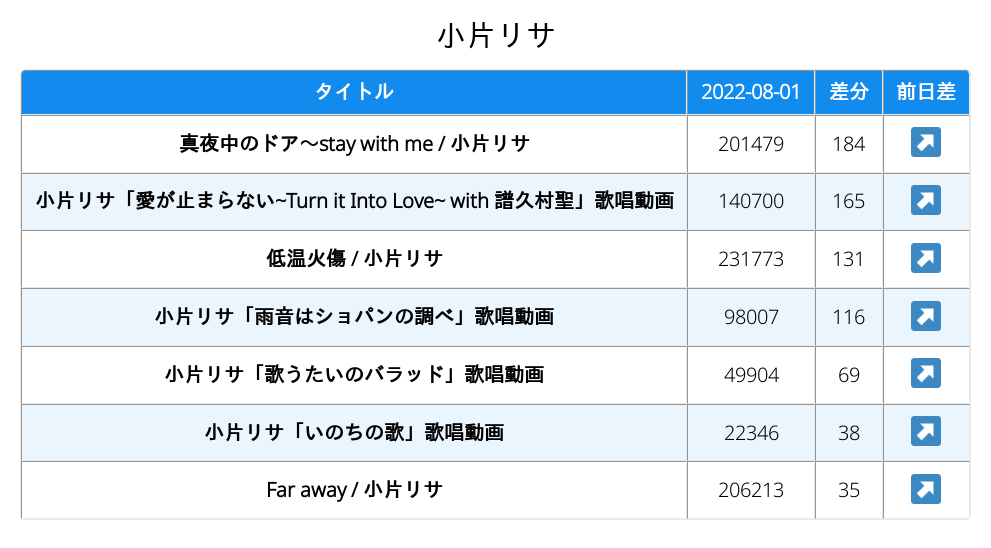 小片リサ
タイトル 2022-08-01 差分 前日差
真夜中のドア〜stay with me / 小片リサ 201479 184 ↗
小片リサ「愛が止まらない~Turn it Into Love~ with 譜久村聖」歌唱動画 140700 165 ↗
低温火傷 / 小片リサ 231773 131 ↗
小片リサ「雨音はショパンの調べ」歌唱動画 98007 116 ↗
小片リサ「歌うたいのバラッド」歌唱動画 49904 69 ↗
小片リサ「いのちの歌」歌唱動画 22346 38 ↗
Far away / 小片リサ 206213 35 ↗